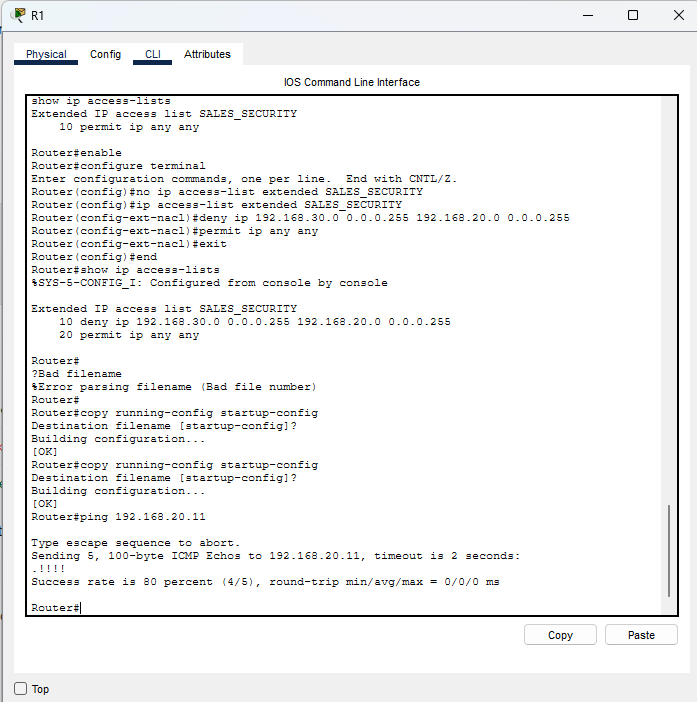 R1
Physical Config CLI Attributes
IOS Command Line Interface
show ip access-lists
Extended IP access list SALES_SECURITY
    10 permit ip any any
Router#enable
Router#configure terminal
Enter configuration commands, one per line.  End with CNTL/Z.
Router(config)#no ip access-list extended SALES_SECURITY
Router(config)#ip access-list extended SALES_SECURITY
Router(config-ext-nacl)#deny ip 192.168.30.0 0.0.0.255 192.168.20.0 0.0.0.255
Router(config-ext-nacl)#permit ip any any
Router(config-ext-nacl)#exit
Router(config)#end
Router#show ip access-lists
%SYS-5-CONFIG_I: Configured from console by console
Extended IP access list SALES_SECURITY
    10 deny ip 192.168.30.0 0.0.0.255 192.168.20.0 0.0.0.255
    20 permit ip any any
Router#
?Bad filename
%Error parsing filename (Bad file number)
Router#
Router#copy running-config startup-config
Destination filename [startup-config]?
Building configuration...
[OK]
Router#copy running-config startup-config
Destination filename [startup-config]?
Building configuration...
[OK]
Router#ping 192.168.20.11
Type escape sequence to abort.
Sending 5, 100-byte ICMP Echos to 192.168.20.11, timeout is 2 seconds:
.!!!!
Success rate is 80 percent (4/5), round-trip min/avg/max = 0/0/0 ms
Router#
Copy Paste
Top